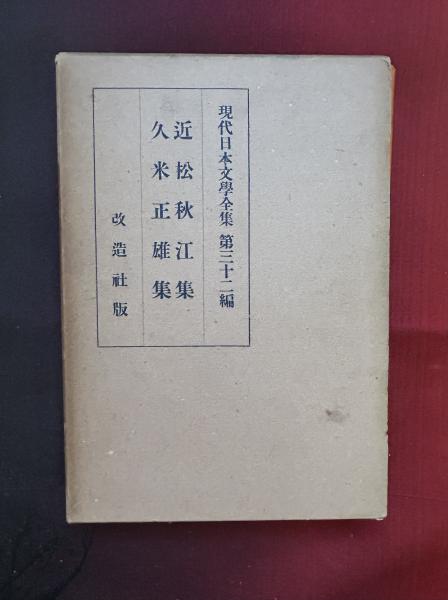 現代日本文學全集 第三十二編
近松秋江集
久米正雄集
改造社版